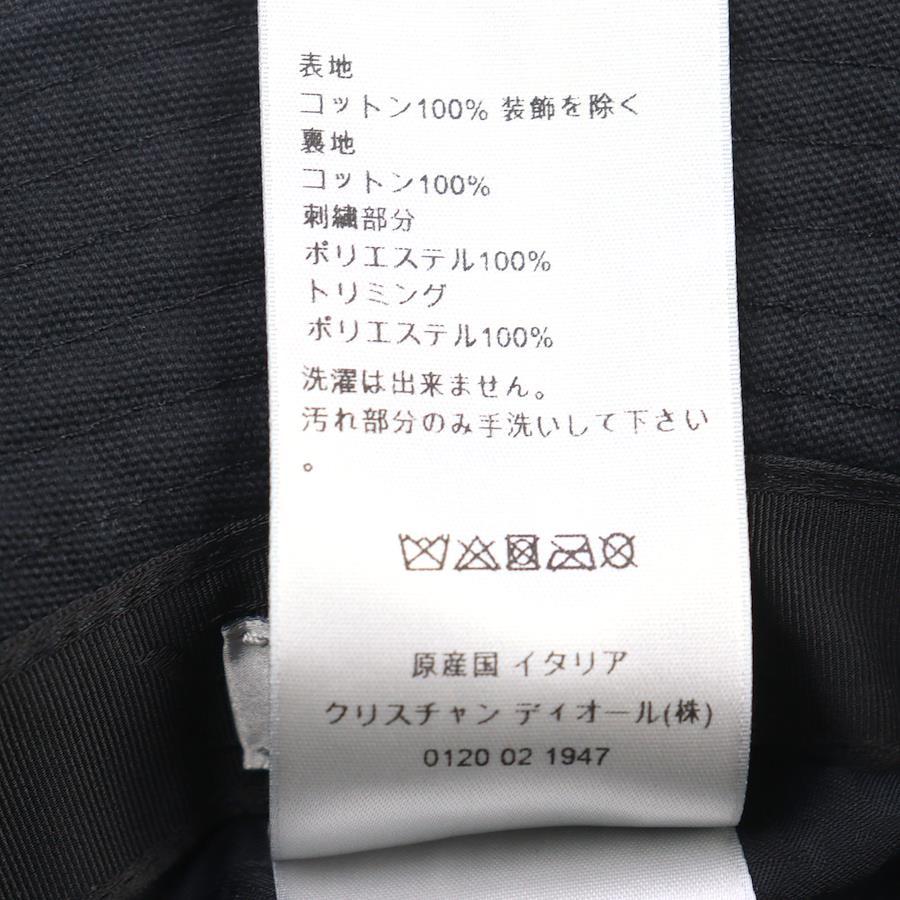 表地
コットン100% 装飾を除く
裏地
コットン100%
刺繍部分
ポリエステル100%
トリミング
ポリエステル100%
洗濯は出来ません。
汚れ部分のみ手洗いして下さい
。
原産国 イタリア
クリスチャン ディオール(株)
0120 02 1947